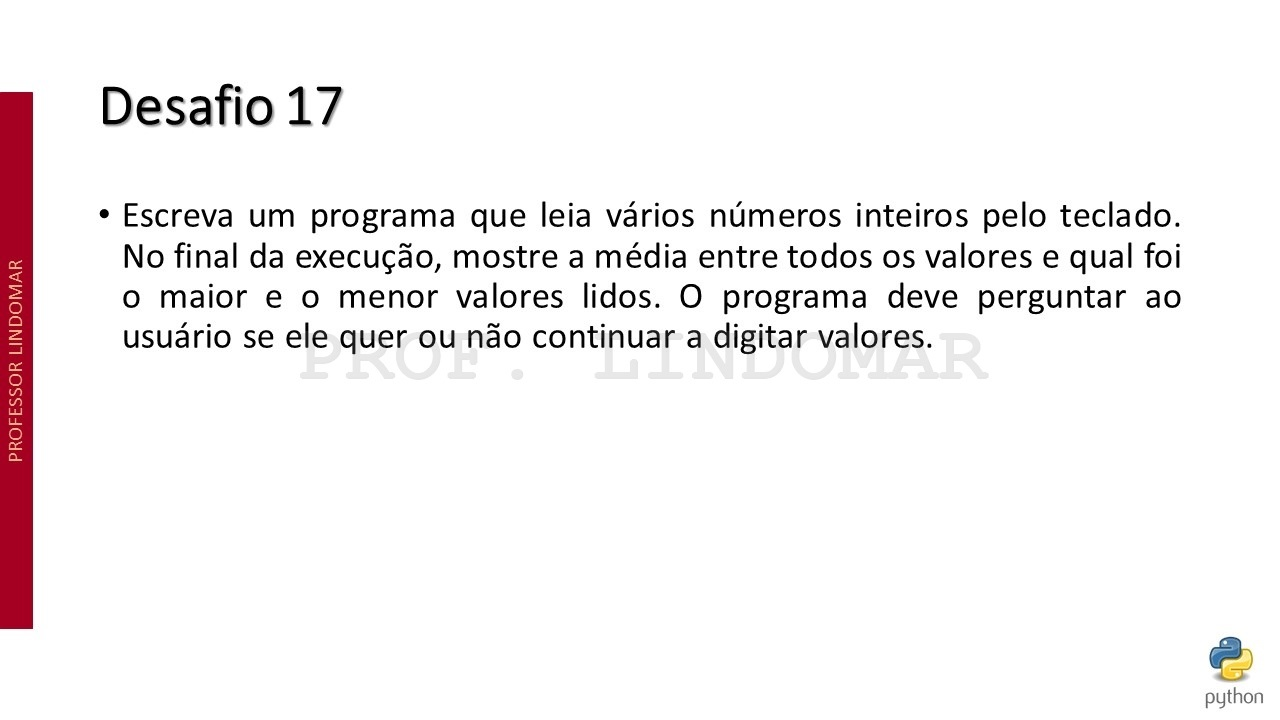 Desafio 17
• Escreva um programa que leia vários números inteiros pelo teclado.
No final da execução, mostre a média entre todos os valores e qual foi
o maior e o menor valores lidos. O programa deve perguntar ao
usuário se ele quer ou não continuar a digitar valores.
PROF. LINDOMAR
PROFESSOR LINDOMAR
python